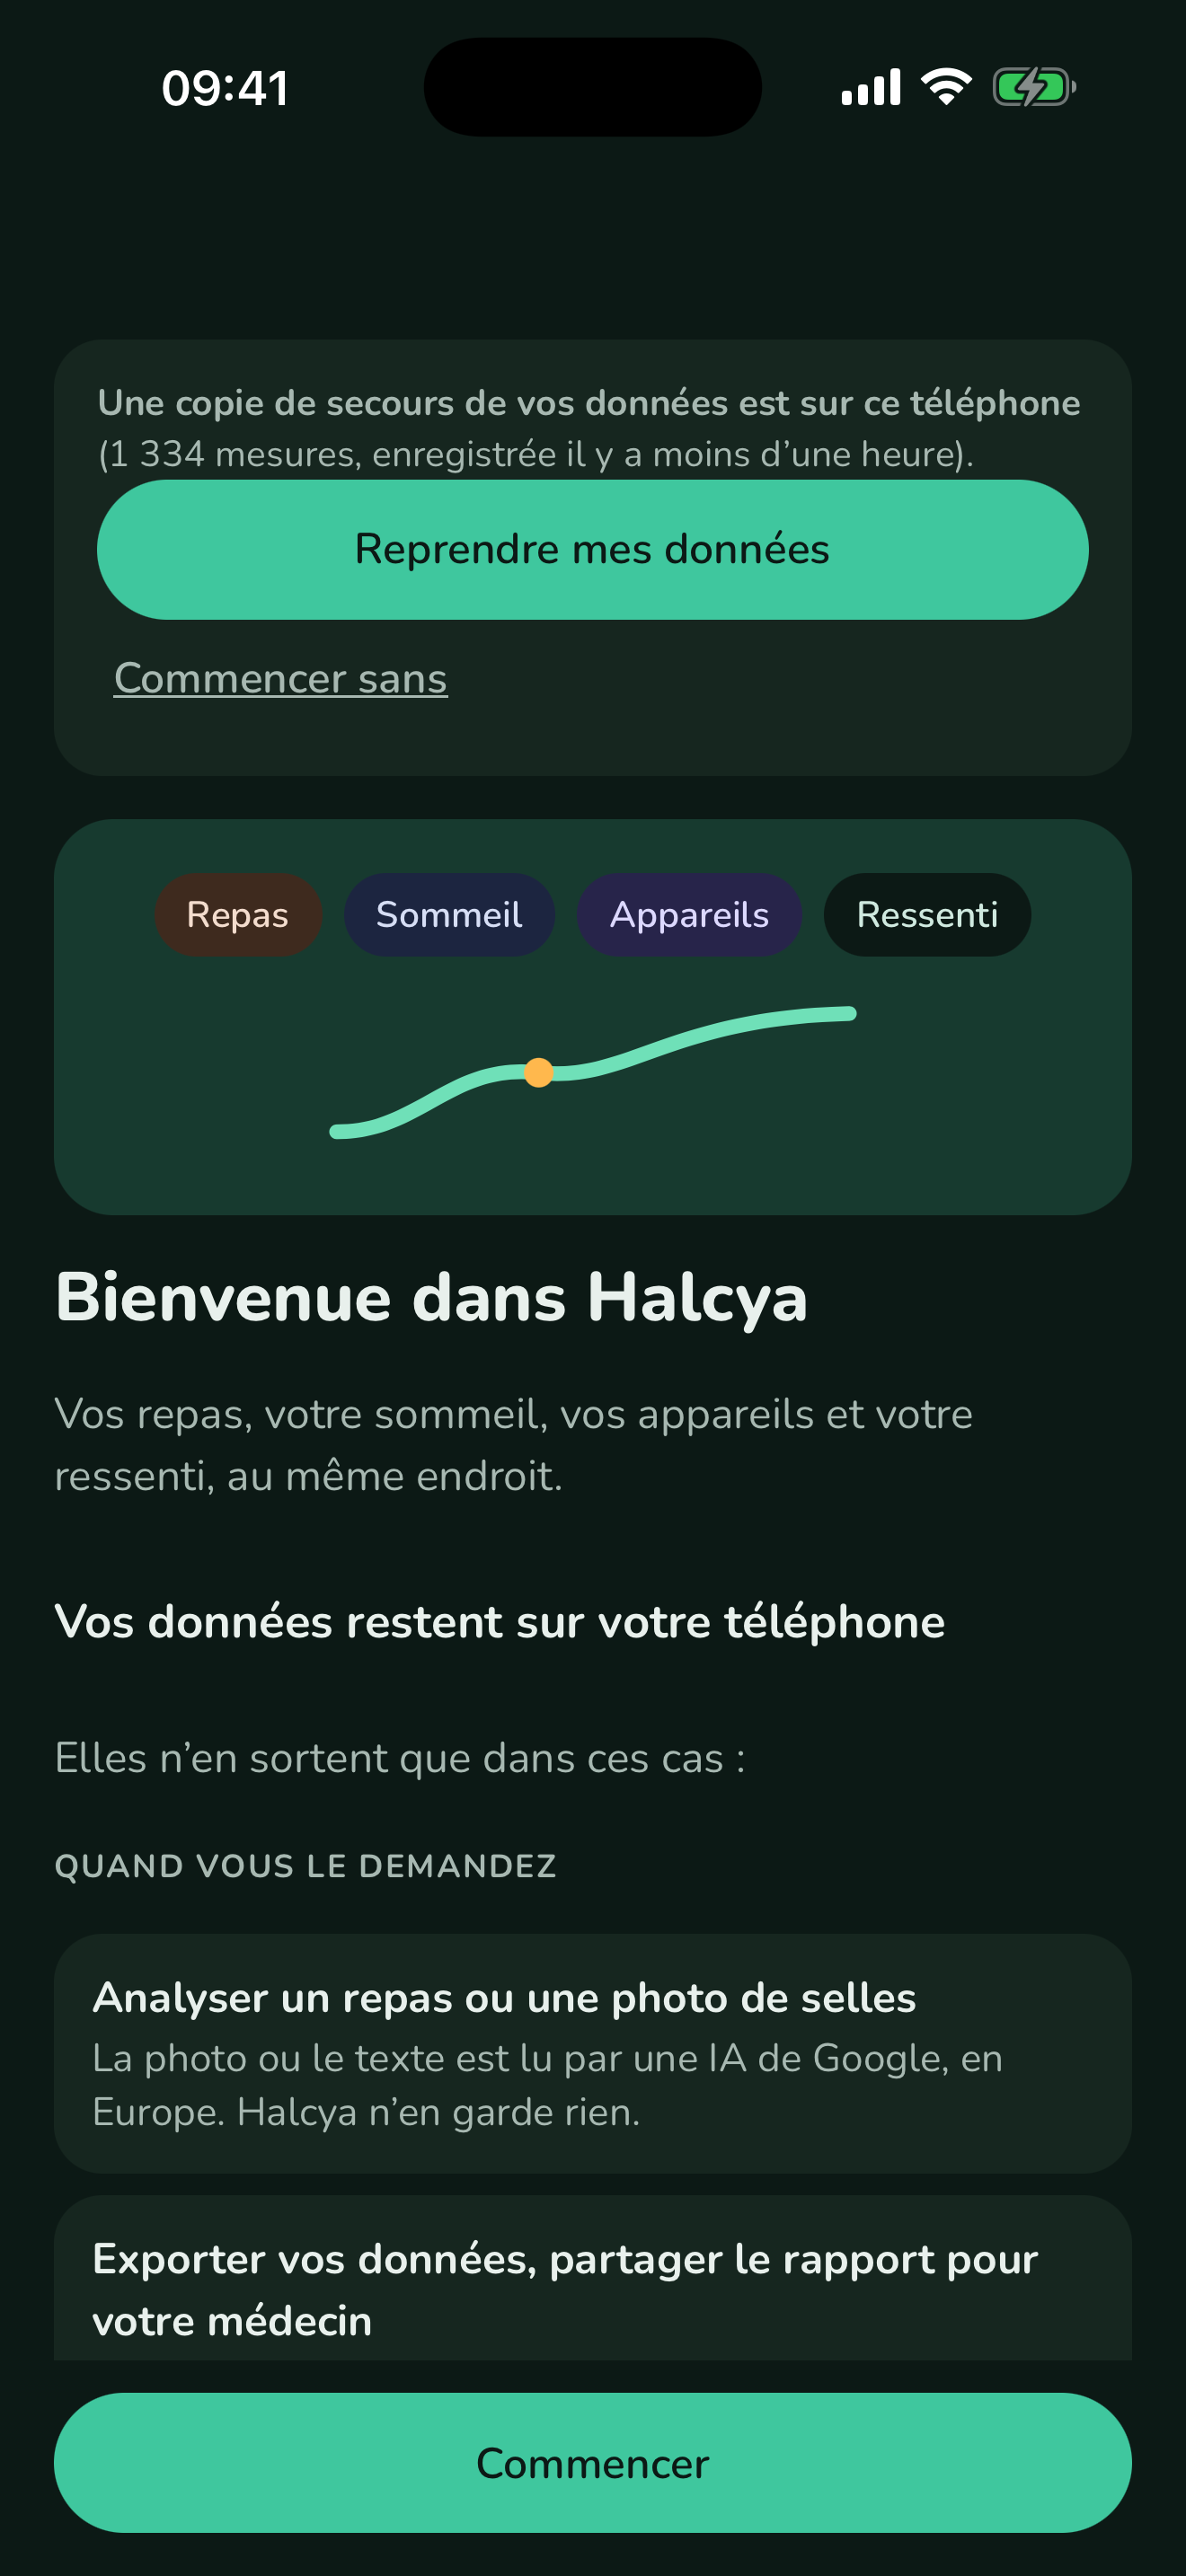 09:41
Une copie de secours de vos données est sur ce téléphone
(1 334 mesures, enregistrée il y a moins d’une heure).
Reprendre mes données
Commencer sans
Repas Sommeil Appareils Ressenti
Bienvenue dans Halcya
Vos repas, votre sommeil, vos appareils et votre
ressenti, au même endroit.
Vos données restent sur votre téléphone
Elles n’en sortent que dans ces cas :
QUAND VOUS LE DEMANDEZ
Analyser un repas ou une photo de selles
La photo ou le texte est lu par une IA de Google, en
Europe. Halcya n’en garde rien.
Exporter vos données, partager le rapport pour
votre médecin
Commencer